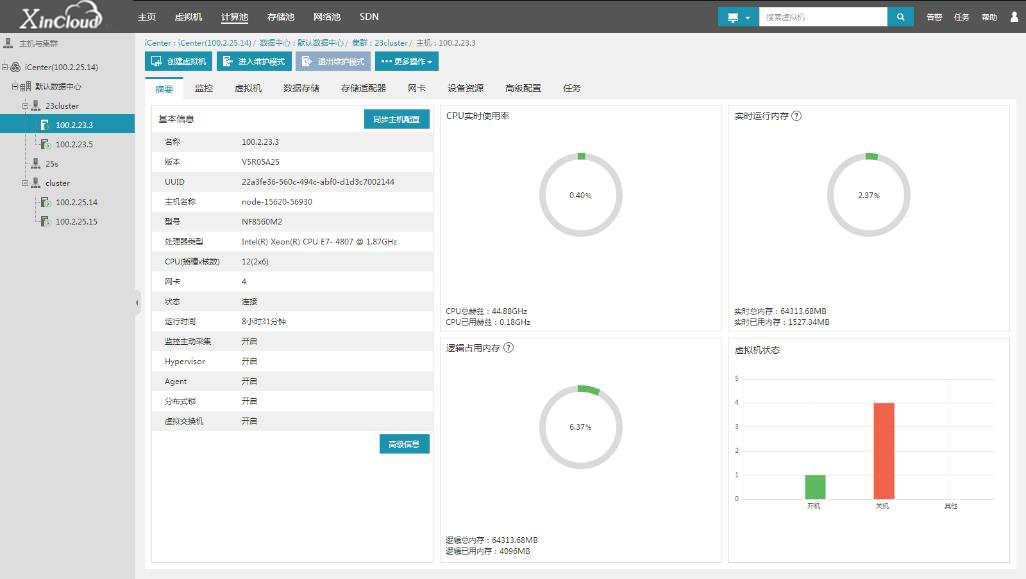 XinCloud
主页 虚拟机 计算池 存储池 网络池 SDN
搜索虚拟机
告警 任务 帮助
主机与集群
iCenter(100.2.25.14)
默认数据中心
23cluster
100.2.23.3
100.2.23.5
25s
cluster
100.2.25.14
100.2.25.15
iCenter : iCenter(100.2.25.14) / 数据中心 : 默认数据中心 / 集群 : 23cluster / 主机 : 100.2.23.3
创建虚拟机 进入维护模式 退出维护模式 更多操作
摘要 监控 虚拟机 数据存储 存储适配器 网卡 设备资源 高级配置 任务
基本信息
同步主机配置
名称 100.2.23.3
版本 V5R05A25
UUID 22a3fe36-560c-494c-abf0-d1d3c7002144
主机名称 node-15620-56930
型号 NF8560M2
处理器类型 Intel(R) Xeon(R) CPU E7- 4807 @ 1.87GHz
CPU(插槽x核数) 12(2x6)
网卡 4
状态 连接
运行时间 8小时31分钟
监控主动采集 开启
Hypervisor 开启
Agent 开启
分布式锁 开启
虚拟交换机 开启
高级信息
CPU实时使用率
0.40%
CPU总赫兹 : 44.88GHz
CPU已用赫兹 : 0.18GHz
实时运行内存 ?
2.37%
实时总内存 : 64313.68MB
实时已用内存 : 1527.34MB
逻辑占用内存 ?
6.37%
逻辑总内存 : 64313.68MB
逻辑已用内存 : 4096MB
虚拟机状态
5
4
3
2
1
0
开机 关机 其他